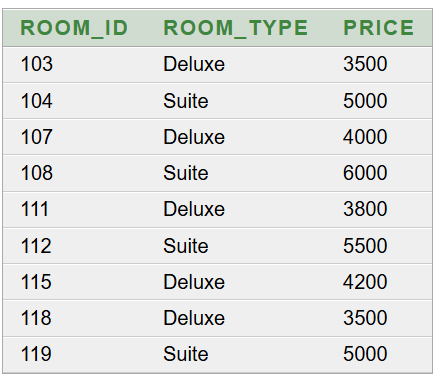 ROOM_ID ROOM_TYPE PRICE
103 Deluxe 3500
104 Suite 5000
107 Deluxe 4000
108 Suite 6000
111 Deluxe 3800
112 Suite 5500
115 Deluxe 4200
118 Deluxe 3500
119 Suite 5000